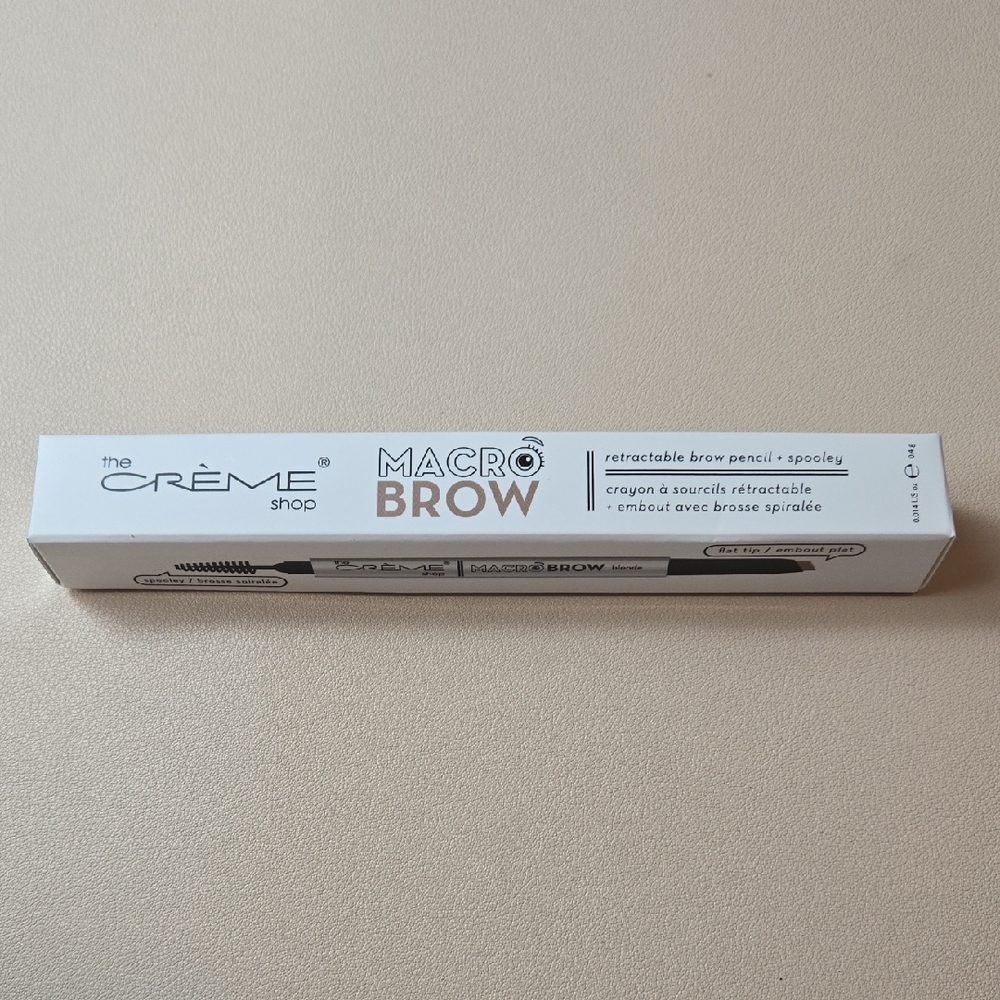 the
CRÈME®
shop
MACRO
BROW
retractable brow pencil + spooley
crayon à sourcils rétractable
+ embout avec brosse spiralée
0.014 U.S oz ℮ 0.4 g
flat tip / embout plat
spooley / brosse spiralée
the
CRÈME®
shop
MACRO BROW blonde